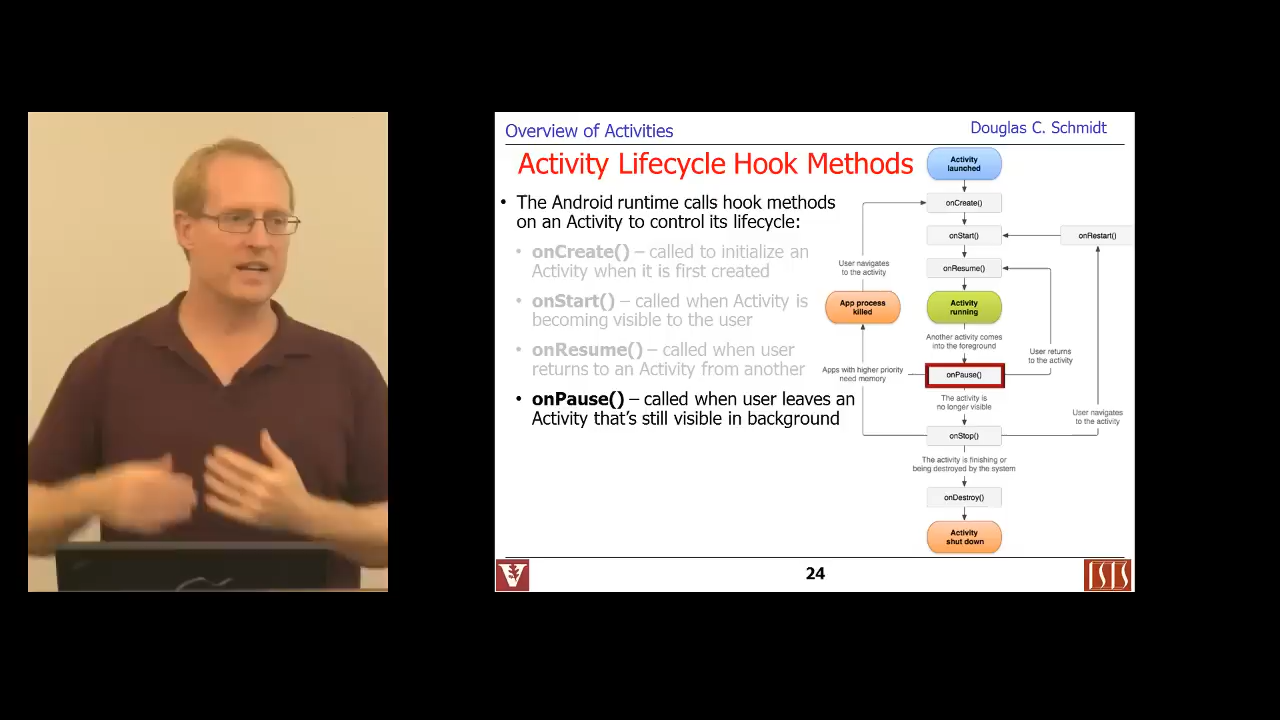 Overview of Activities
Douglas C. Schmidt
Activity Lifecycle Hook Methods
• The Android runtime calls hook methods
on an Activity to control its lifecycle:
• onCreate() – called to initialize an
Activity when it is first created
• onStart() – called when Activity is
becoming visible to the user
• onResume() – called when user
returns to an Activity from another
• onPause() – called when user leaves an
Activity that's still visible in background
Activity
launched
onCreate()
onStart()
onRestart()
User navigates
to the activity
onResume()
App process
killed
Activity
running
Another activity comes
into the foreground
User returns
to the activity
Apps with higher priority
need memory
onPause()
The activity is
no longer visible
User navigates
to the activity
onStop()
The activity is finishing or
being destroyed by the system
onDestroy()
Activity
shut down
V
24
ISIS